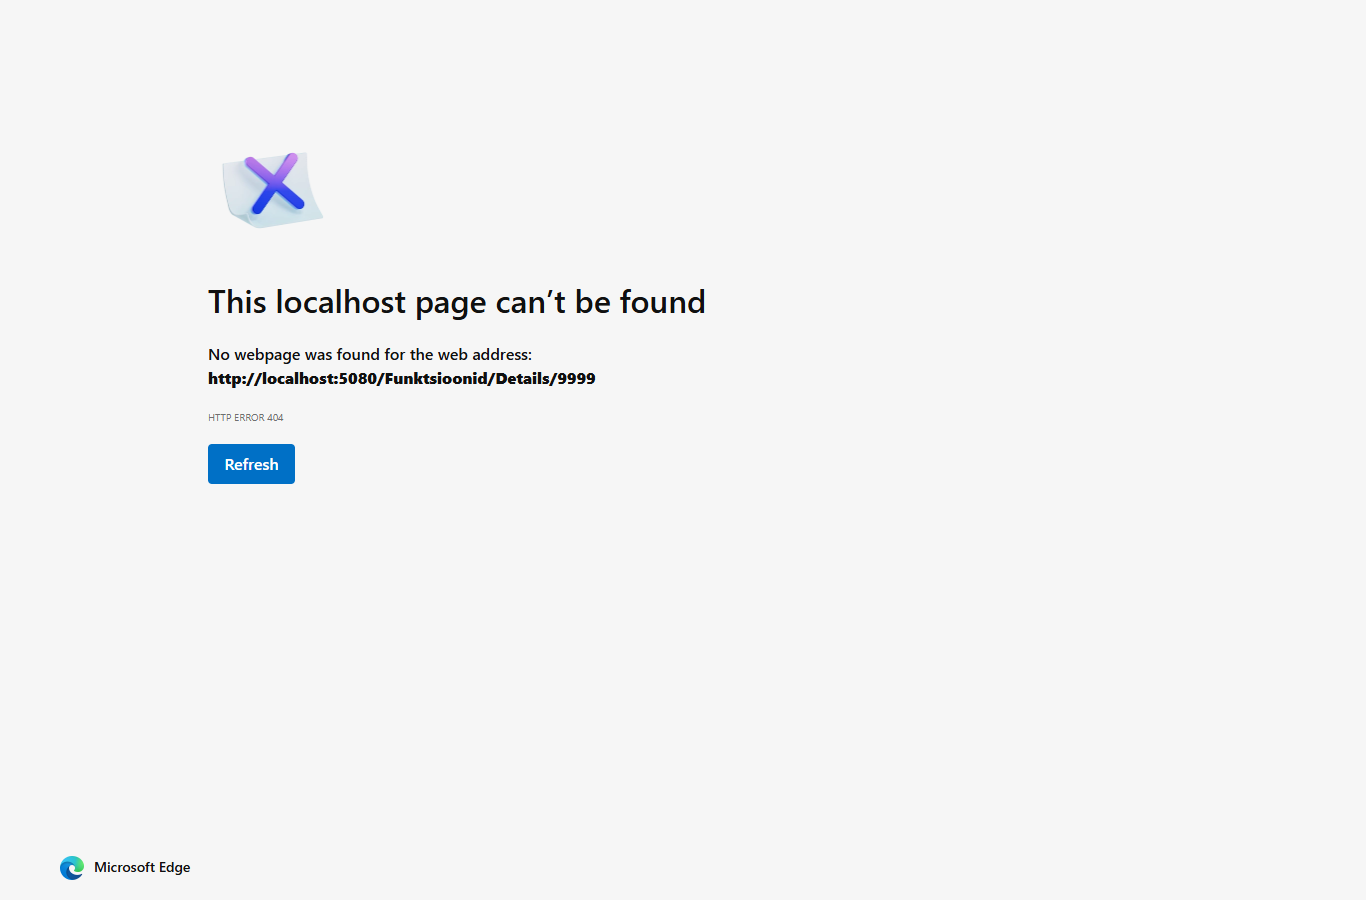 This localhost page can’t be found
No webpage was found for the web address:
http://localhost:5080/Funktsioonid/Details/9999
HTTP ERROR 404
Refresh
Microsoft Edge